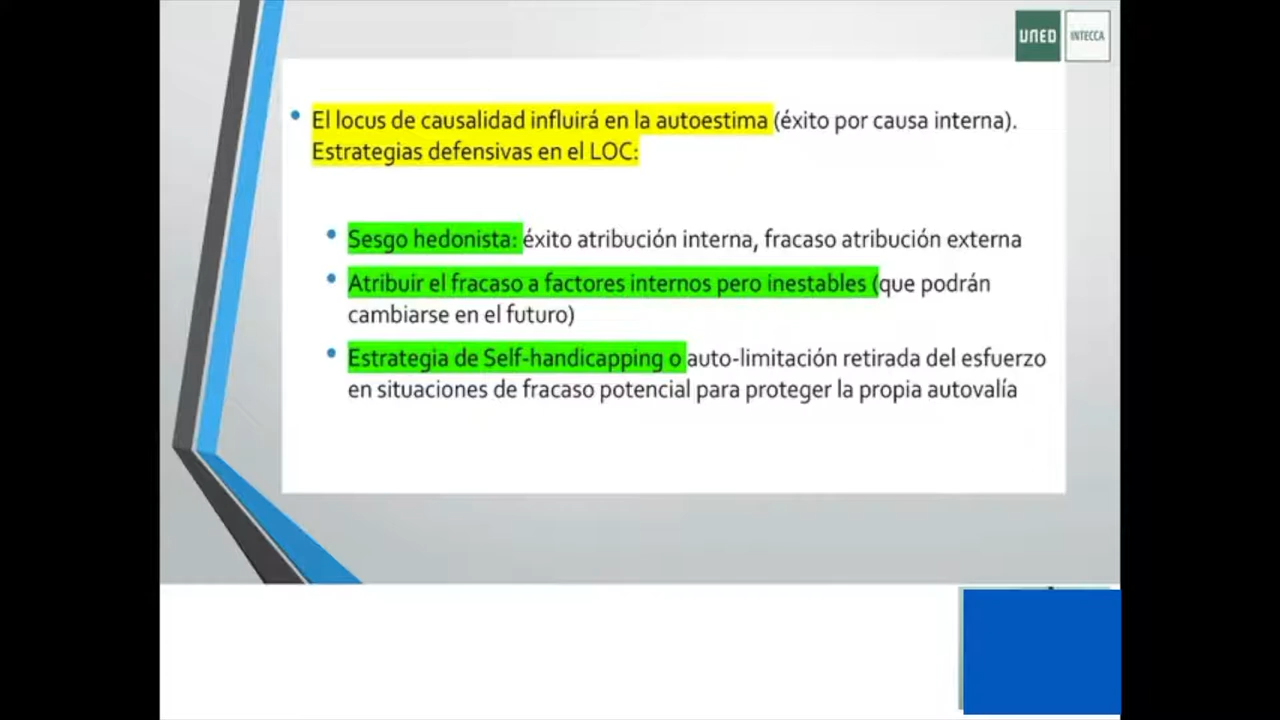 UNED INTECCA
El locus de causalidad influirá en la autoestima (éxito por causa interna).
Estrategias defensivas en el LOC:
Sesgo hedonista: éxito atribución interna, fracaso atribución externa
Atribuir el fracaso a factores internos pero inestables (que podrán
cambiarse en el futuro)
Estrategia de Self-handicapping o auto-limitación retirada del esfuerzo
en situaciones de fracaso potencial para proteger la propia autovalía